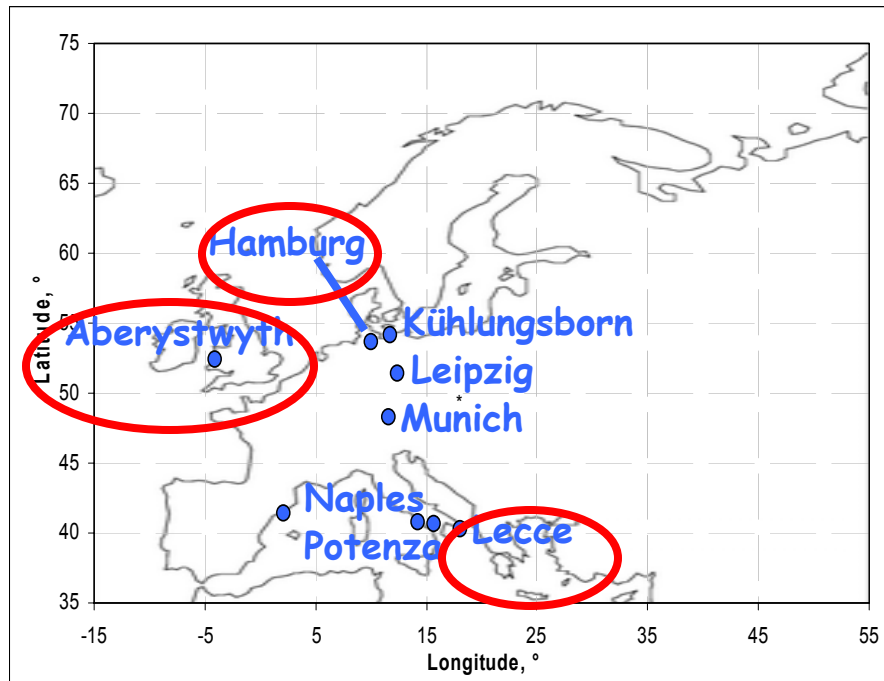 75
70
65
60
55
50
45
40
35
Latitude, °
Hamburg
Aberystwyth
Kühlungsborn
Leipzig
*
Munich
Naples
Potenza
Lecce
-15 -5 5 15 25 35 45 55
Longitude, °